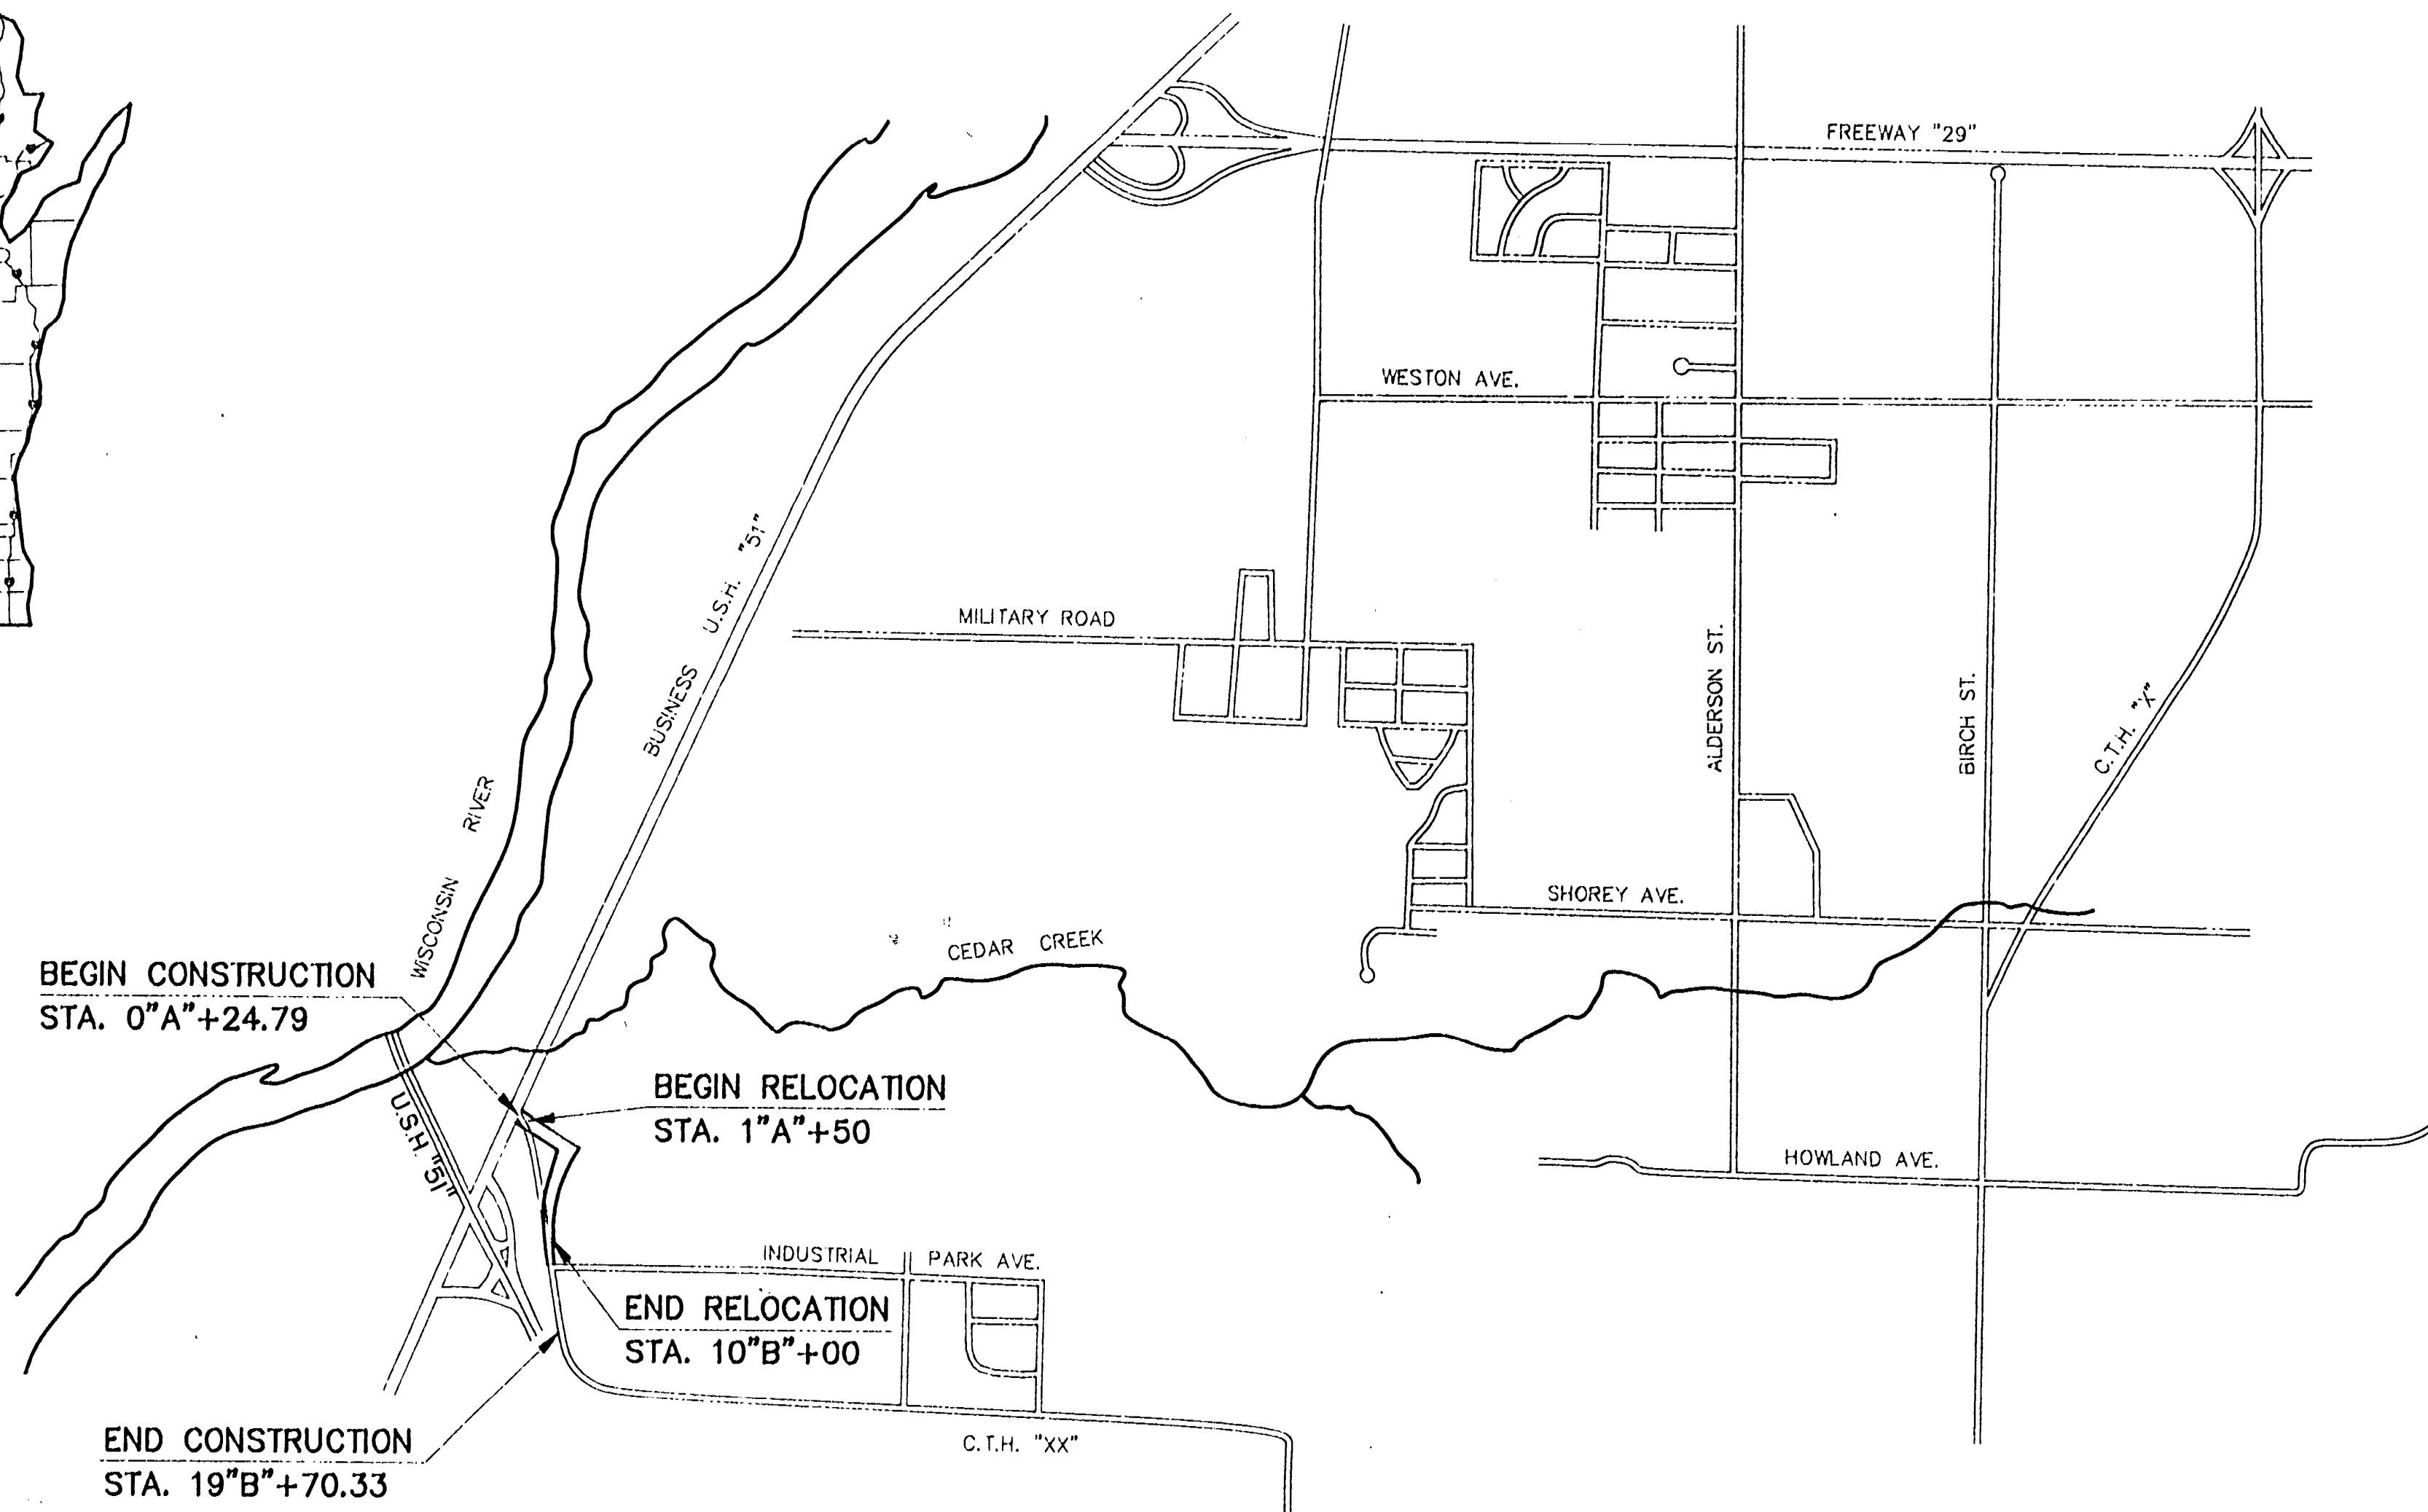 FREEWAY "29"
WESTON AVE.
BUSINESS U.S.H. "51"
MILITARY ROAD
ALDERSON ST.
BIRCH ST.
C.T.H. "X"
WISCONSIN RIVER
SHOREY AVE.
CEDAR CREEK
BEGIN CONSTRUCTION
STA. 0"A"+24.79
BEGIN RELOCATION
STA. 1"A"+50
U.S.H. "51"
HOWLAND AVE.
INDUSTRIAL PARK AVE.
END RELOCATION
STA. 10"B"+00
END CONSTRUCTION
STA. 19"B"+70.33
C.T.H. "XX"